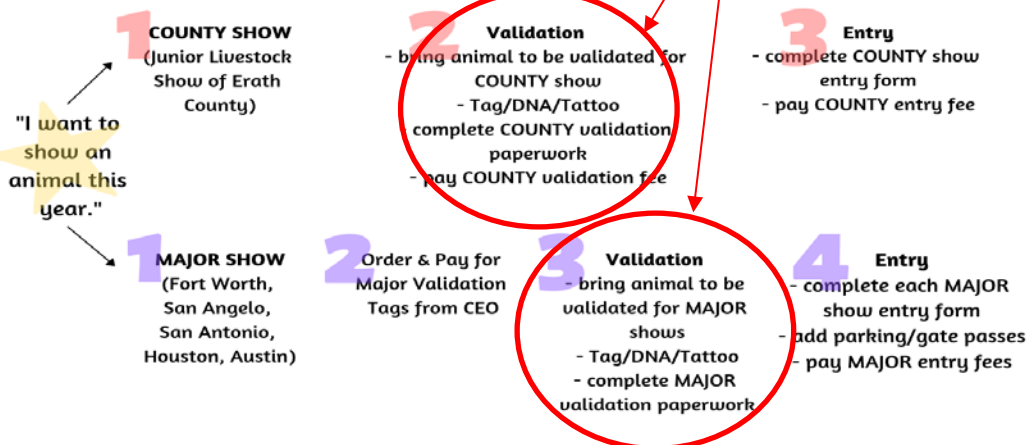 "I want to
show an
animal this
year."
1
COUNTY SHOW
(Junior Livestock
Show of Erath
County)
2
Validation
- bring animal to be validated for
COUNTY show
- Tag/DNA/Tattoo
- complete COUNTY validation
paperwork
- pay COUNTY validation fee
3
Entry
- complete COUNTY show
entry form
- pay COUNTY entry fee
1
MAJOR SHOW
(Fort Worth,
San Angelo,
San Antonio,
Houston, Austin)
2
Order & Pay for
Major Validation
Tags from CEO
3
Validation
- bring animal to be
validated for MAJOR
shows
- Tag/DNA/Tattoo
- complete MAJOR
validation paperwork
4
Entry
- complete each MAJOR
show entry form
- add parking/gate passes
- pay MAJOR entry fees